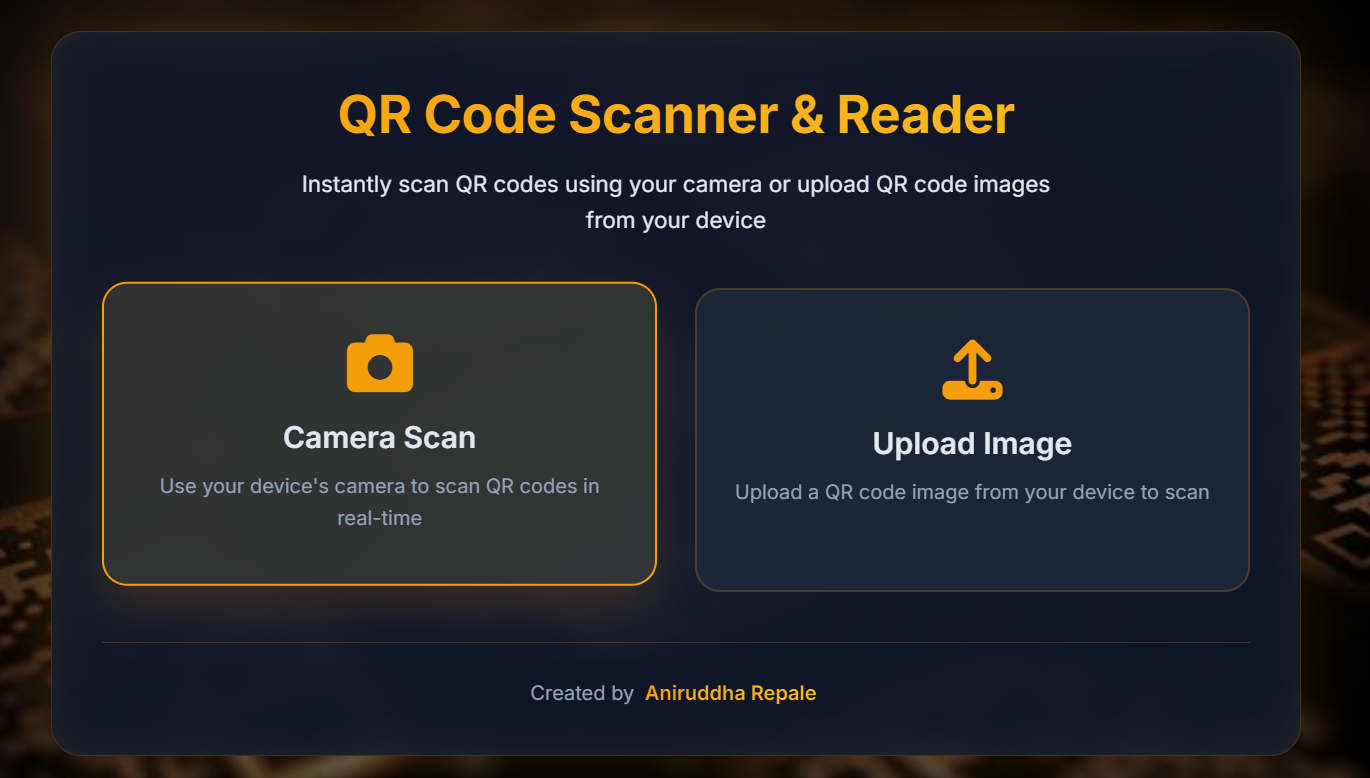 QR Code Scanner & Reader
Instantly scan QR codes using your camera or upload QR code images
from your device
Camera Scan
Use your device's camera to scan QR codes in
real-time
Upload Image
Upload a QR code image from your device to scan
Created by Aniruddha Repale